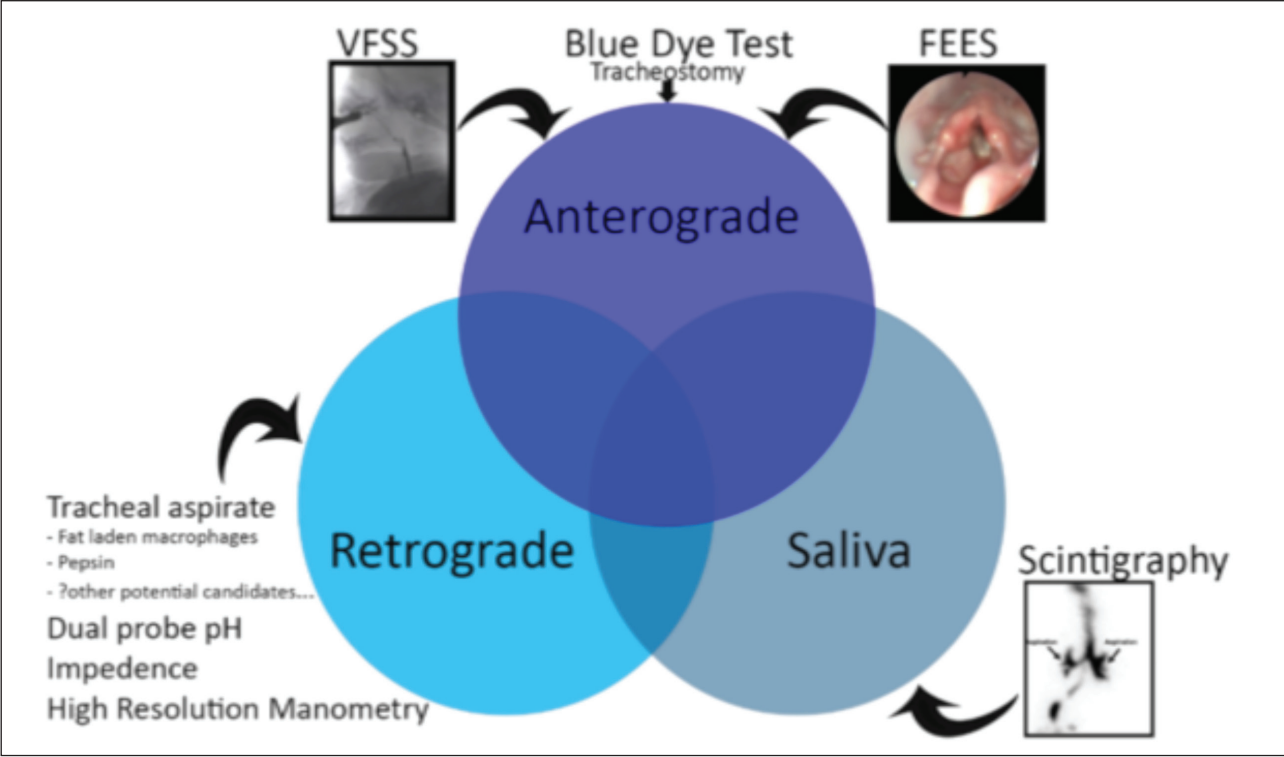 VFSS
Blue Dye Test
Tracheostomy
FEES
Anterograde
Retrograde
Saliva
Tracheal aspirate
- Fat laden macrophages
- Pepsin
- ?other potential candidates...
Dual probe pH
Impedence
High Resolution Manometry
Scintigraphy